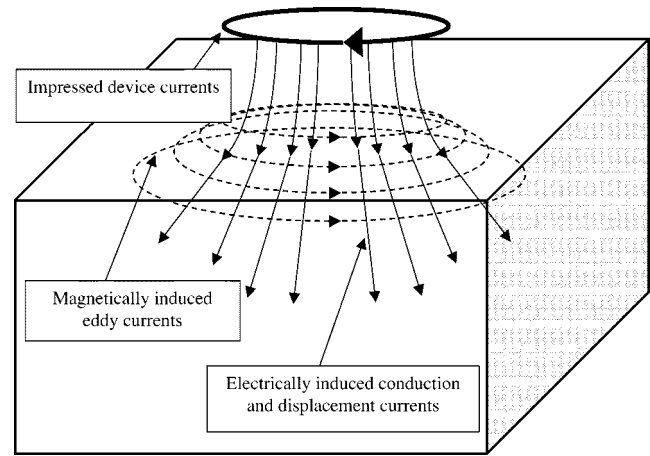 Impressed device currents
Magnetically induced
eddy currents
Electrically induced conduction
and displacement currents